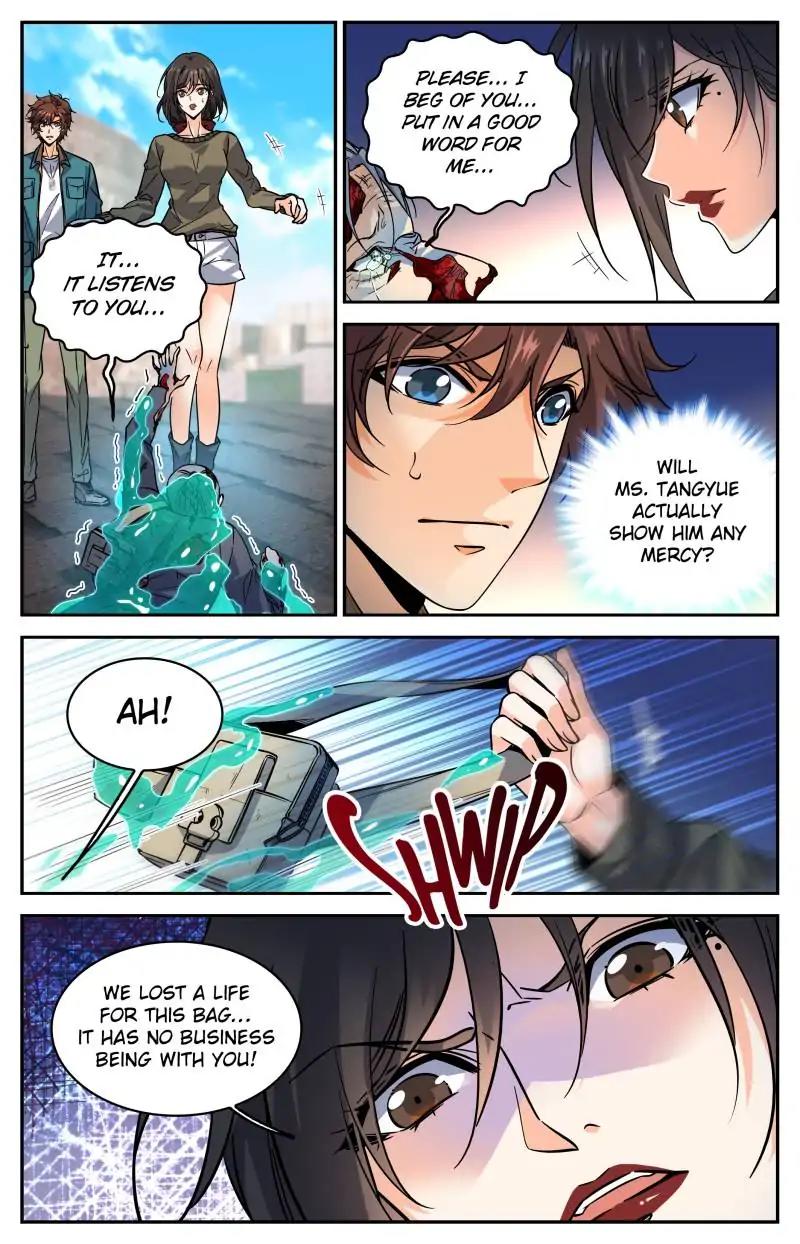 IT...
IT LISTENS
TO YOU...
PLEASE... I
BEG OF YOU...
PUT IN A GOOD
WORD FOR
ME...
WILL
MS. TANGYUE
ACTUALLY
SHOW HIM ANY
MERCY?
AH!
SHWIP
WE LOST A LIFE
FOR THIS BAG...
IT HAS NO BUSINESS
BEING WITH YOU!